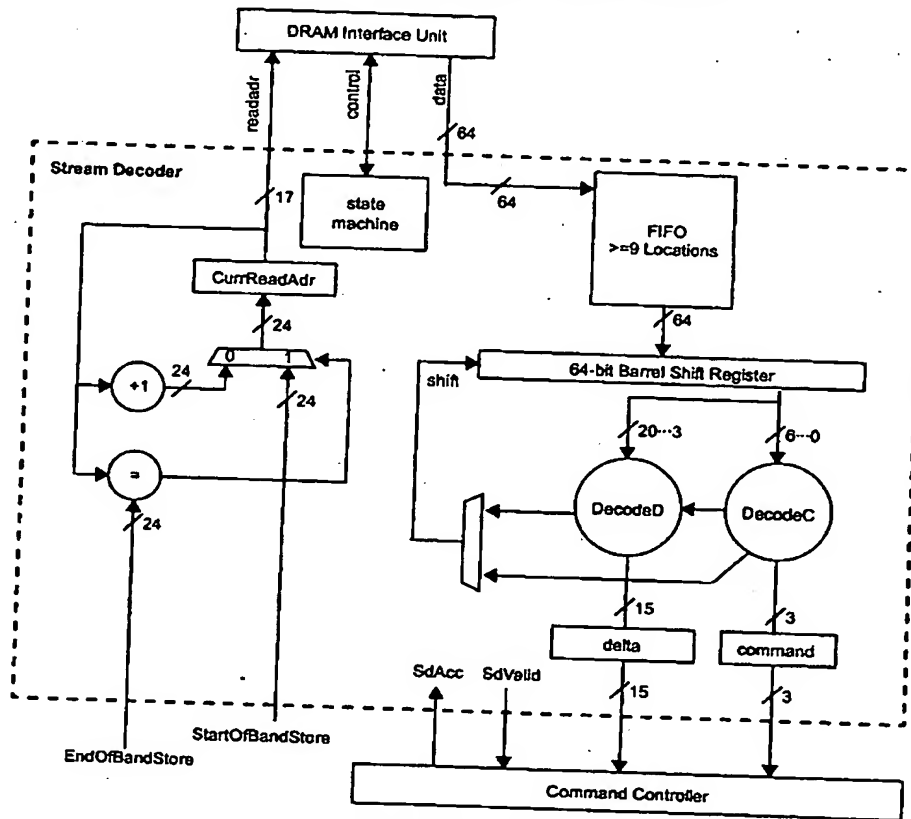 DRAM Interface Unit
readadr
control
data
64
Stream Decoder
17
state
machine
64
FIFO
>=9 Locations
CurrReadAdr
24
64
0 1
64-bit Barrel Shift Register
shift
+1
24
24
20···3
6···0
=
24
DecodeD
DecodeC
15
3
delta
command
SdAcc
SdValid
15
3
StartOfBandStore
EndOfBandStore
Command Controller